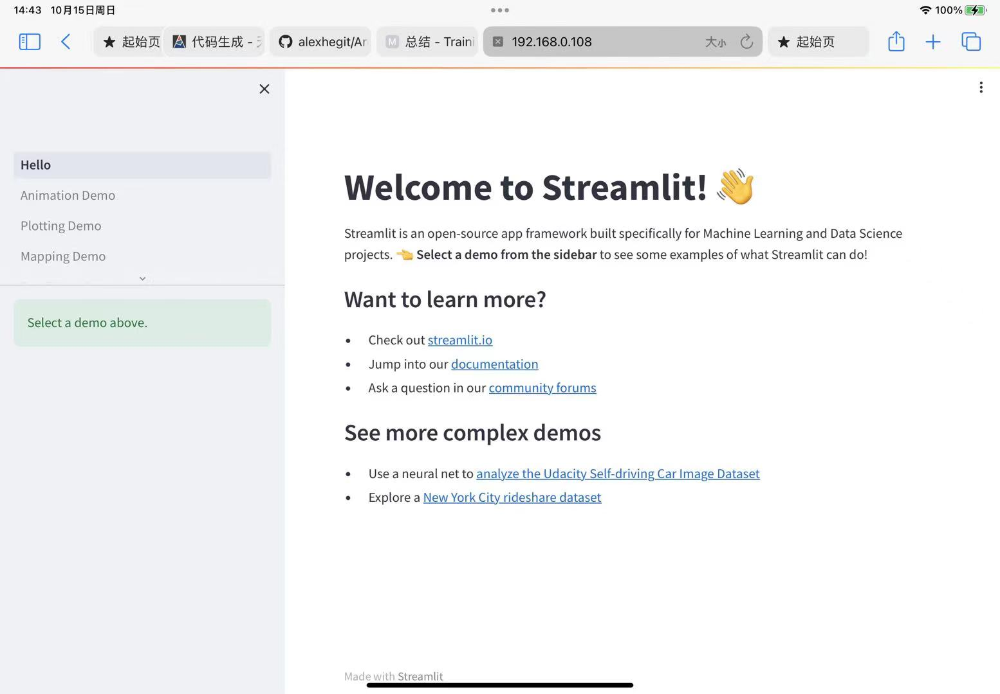 14:43 10月15日周日
100%
起始页
代码生成 -
alexhegit/Ar
M 总结 - Traini
192.168.0.108
大小
起始页
Hello
Animation Demo
Plotting Demo
Mapping Demo
Select a demo above.
Welcome to Streamlit! 👋
Streamlit is an open-source app framework built specifically for Machine Learning and Data Science
projects. 👈 Select a demo from the sidebar to see some examples of what Streamlit can do!
Want to learn more?
• Check out streamlit.io
• Jump into our documentation
• Ask a question in our community forums
See more complex demos
• Use a neural net to analyze the Udacity Self-driving Car Image Dataset
• Explore a New York City rideshare dataset
Made with Streamlit